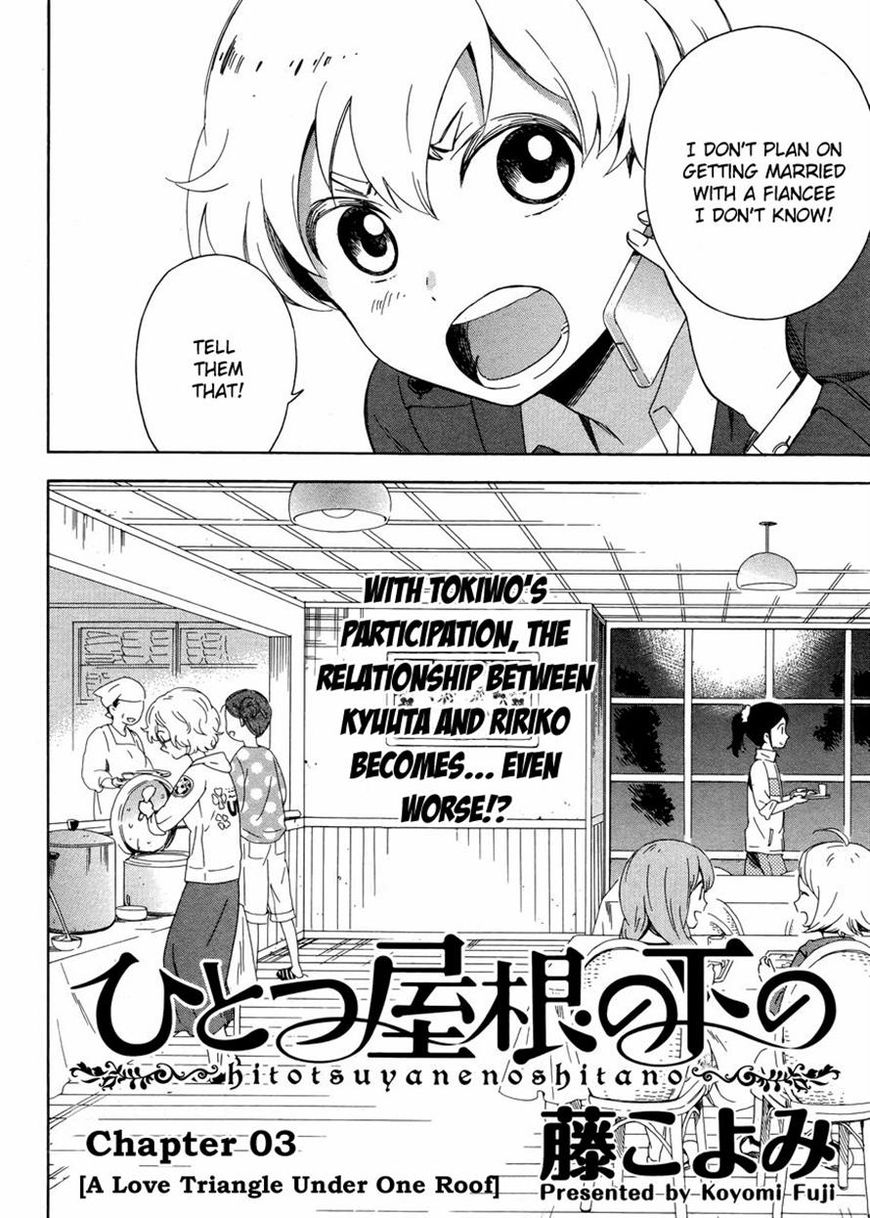 I DON'T PLAN ON
GETTING MARRIED
WITH A FIANCEE
I DON'T KNOW!
TELL
THEM
THAT!
WITH TOKIWO'S
PARTICIPATION, THE
RELATIONSHIP BETWEEN
KYUUTA AND RIRIKO
BECOMES... EVEN
WORSE!?
ひとつ屋根の下の
hitotsuyanenoshitano
Chapter 03
[A Love Triangle Under One Roof]
藤こよみ
Presented by Koyomi Fuji